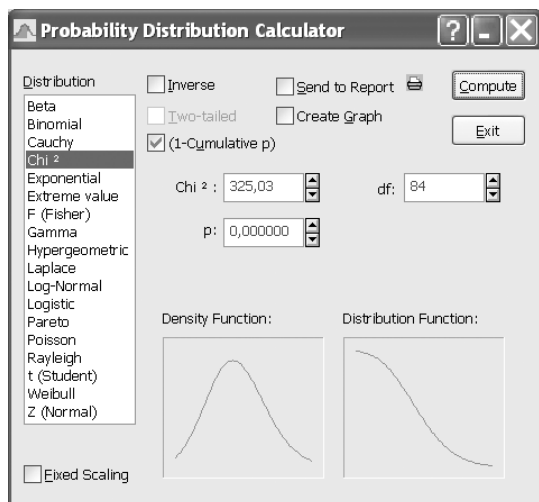 Probability Distribution Calculator
Distribution
Beta
Binomial
Cauchy
Chi ²
Exponential
Extreme value
F (Fisher)
Gamma
Hypergeometric
Laplace
Log-Normal
Logistic
Pareto
Poisson
Rayleigh
t (Student)
Weibull
Z (Normal)
Fixed Scaling
Inverse
Send to Report
Compute
Two-tailed
Create Graph
Exit
(1-Cumulative p)
Chi ² : 325,03
df: 84
p: 0,000000
Density Function:
Distribution Function: